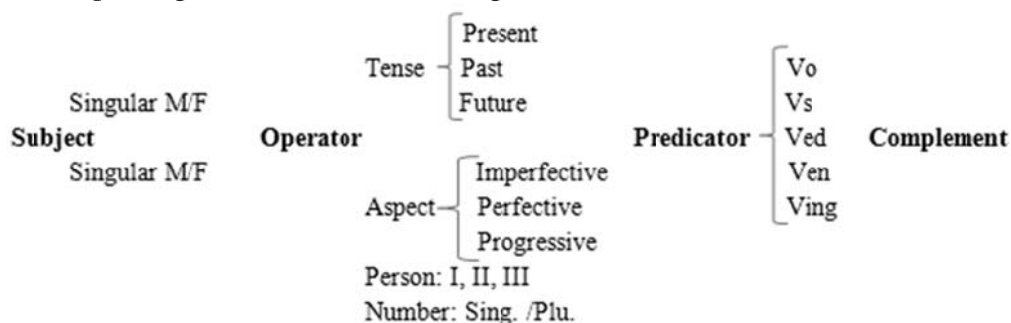 Present
Tense Past Vo
Singular M/F Future Vs
Subject Operator Predicator Ved Complement
Singular M/F Imperfective Ven
Aspect Perfective Ving
Progressive
Person: I, II, III
Number: Sing. /Plu.